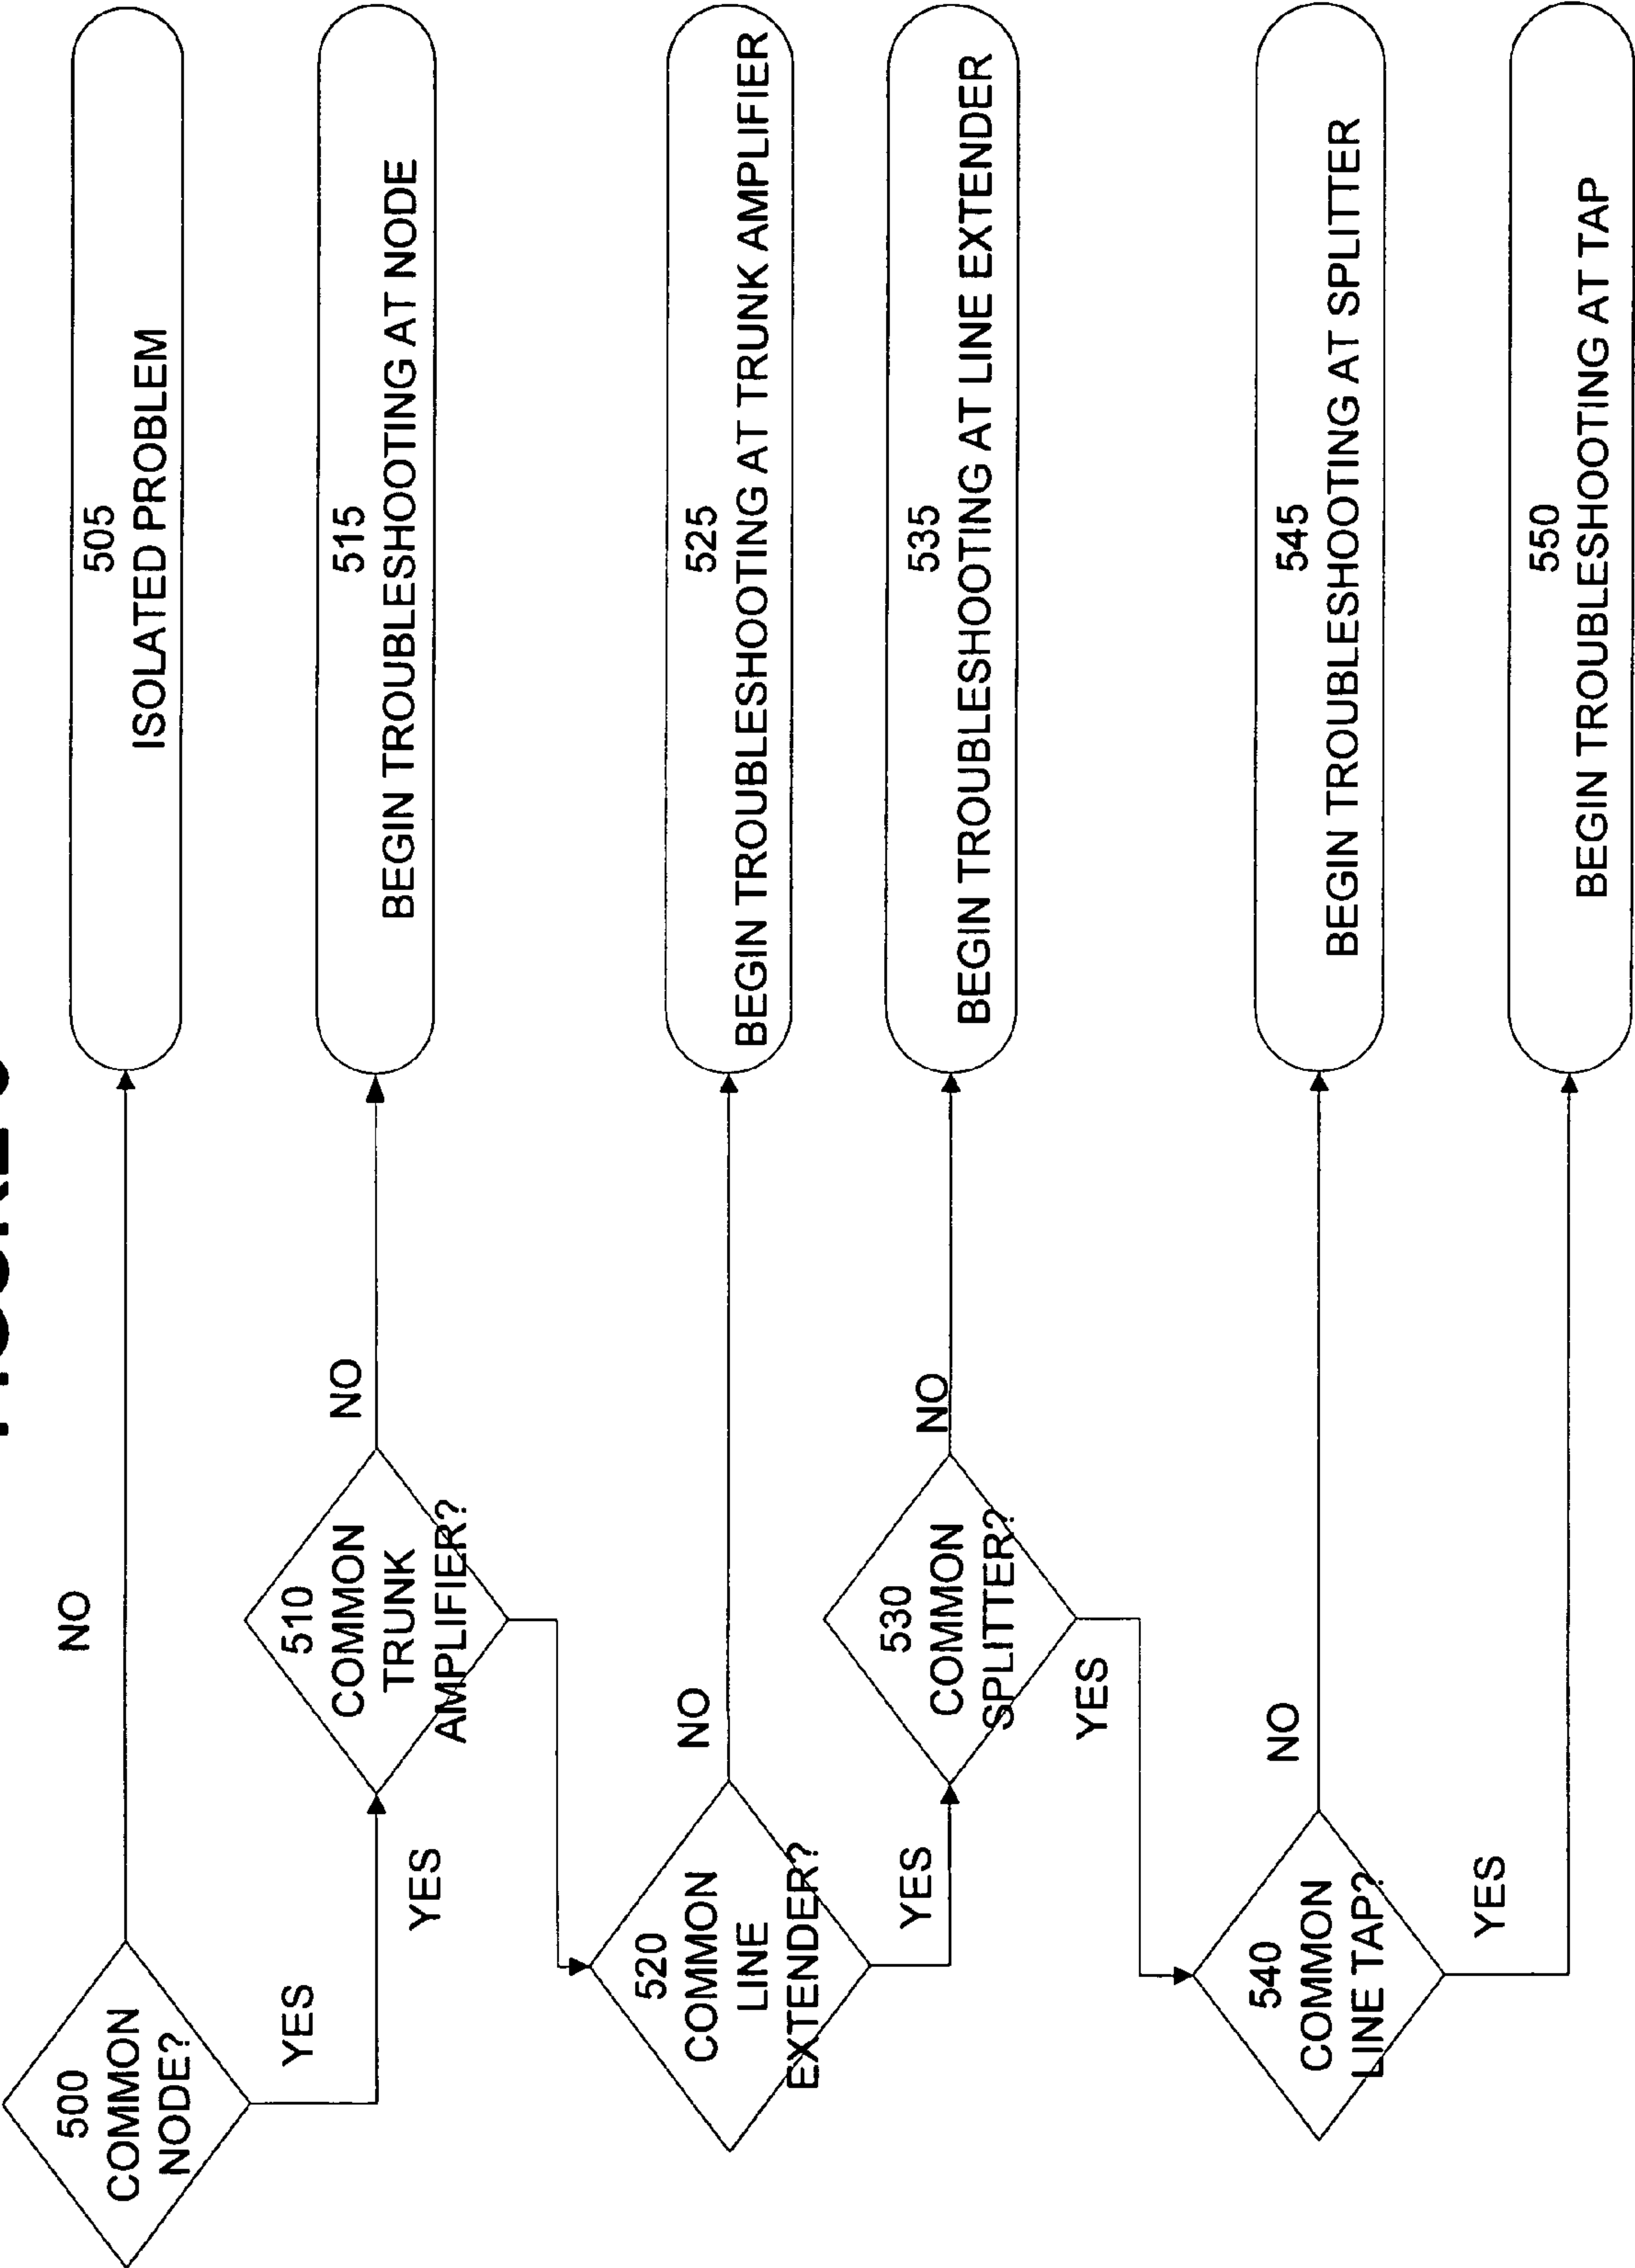 500
COMMON
NODE?
NO
505
ISOLATED PROBLEM
YES
510
COMMON
TRUNK
AMPLIFIER?
NO
515
BEGIN TROUBLESHOOTING AT NODE
520
COMMON
LINE
EXTENDER?
NO
525
BEGIN TROUBLESHOOTING AT TRUNK AMPLIFIER
YES
530
COMMON
SPLITTER?
NO
535
BEGIN TROUBLESHOOTING AT LINE EXTENDER
YES
540
COMMON
LINE TAP?
NO
545
BEGIN TROUBLESHOOTING AT SPLITTER
YES
550
BEGIN TROUBLESHOOTING AT TAP